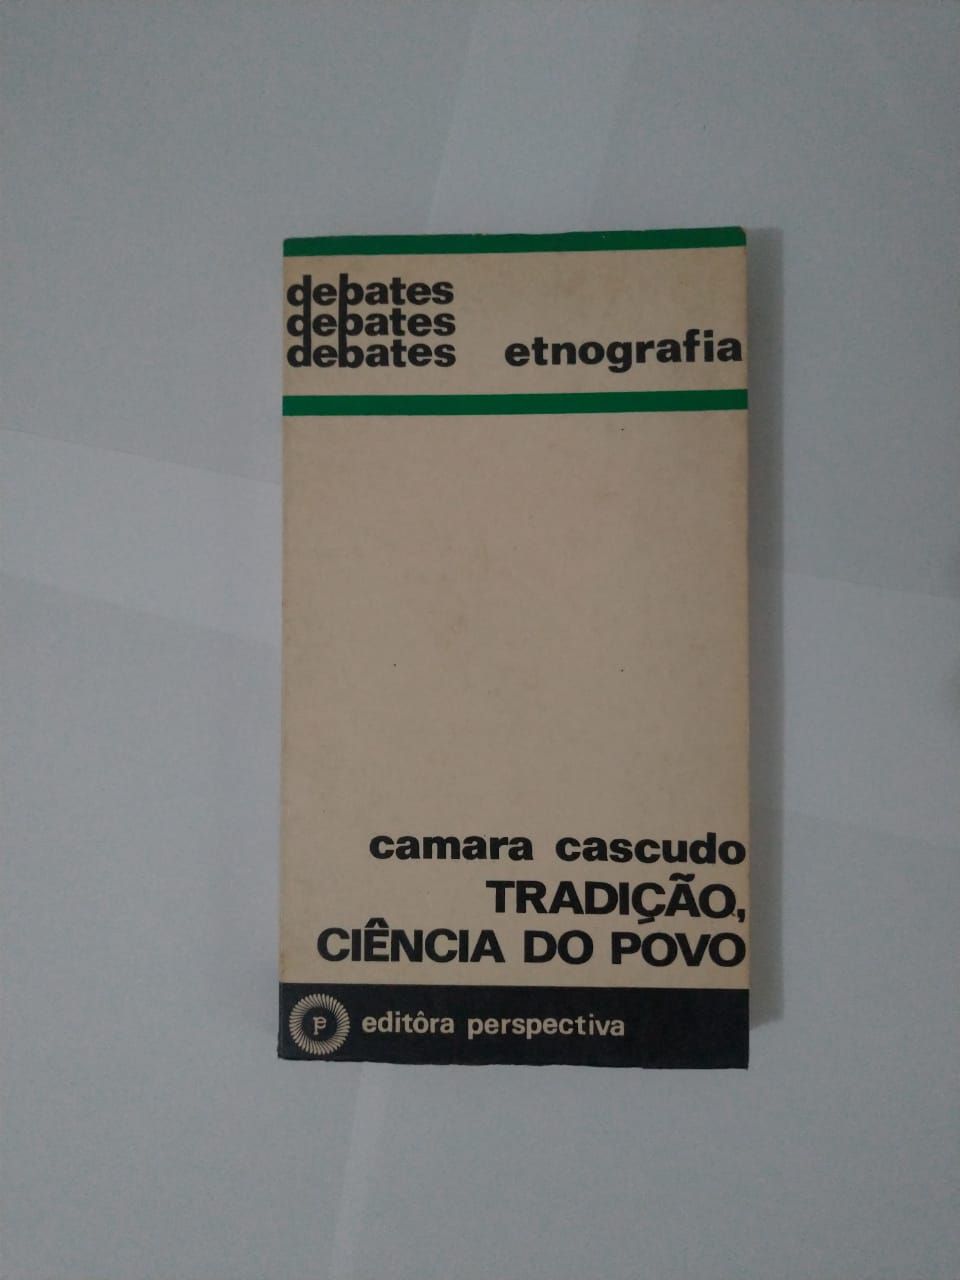 debates
debates
debates etnografia
camara cascudo
TRADIÇÃO,
CIÊNCIA DO POVO
editôra perspectiva